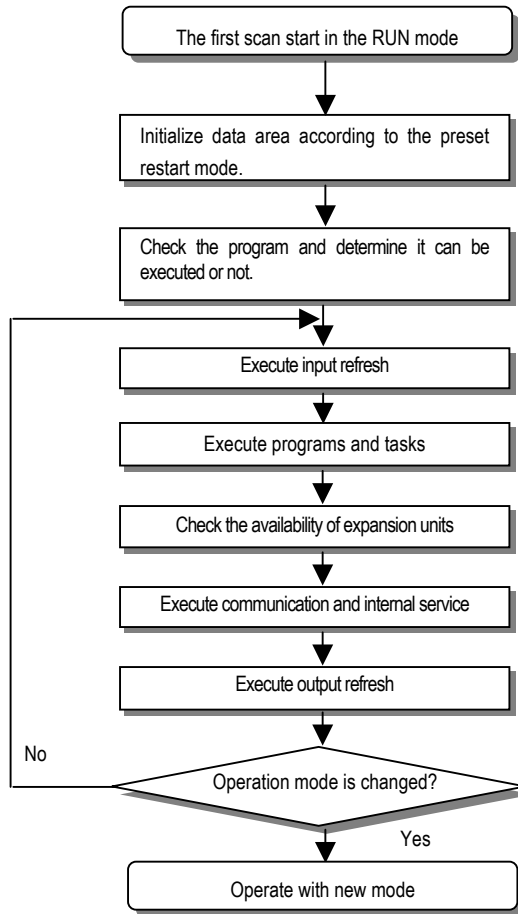 The first scan start in the RUN mode
Initialize data area according to the preset
restart mode.
Check the program and determine it can be
executed or not.
Execute input refresh
Execute programs and tasks
Check the availability of expansion units
Execute communication and internal service
Execute output refresh
No
Operation mode is changed?
Yes
Operate with new mode